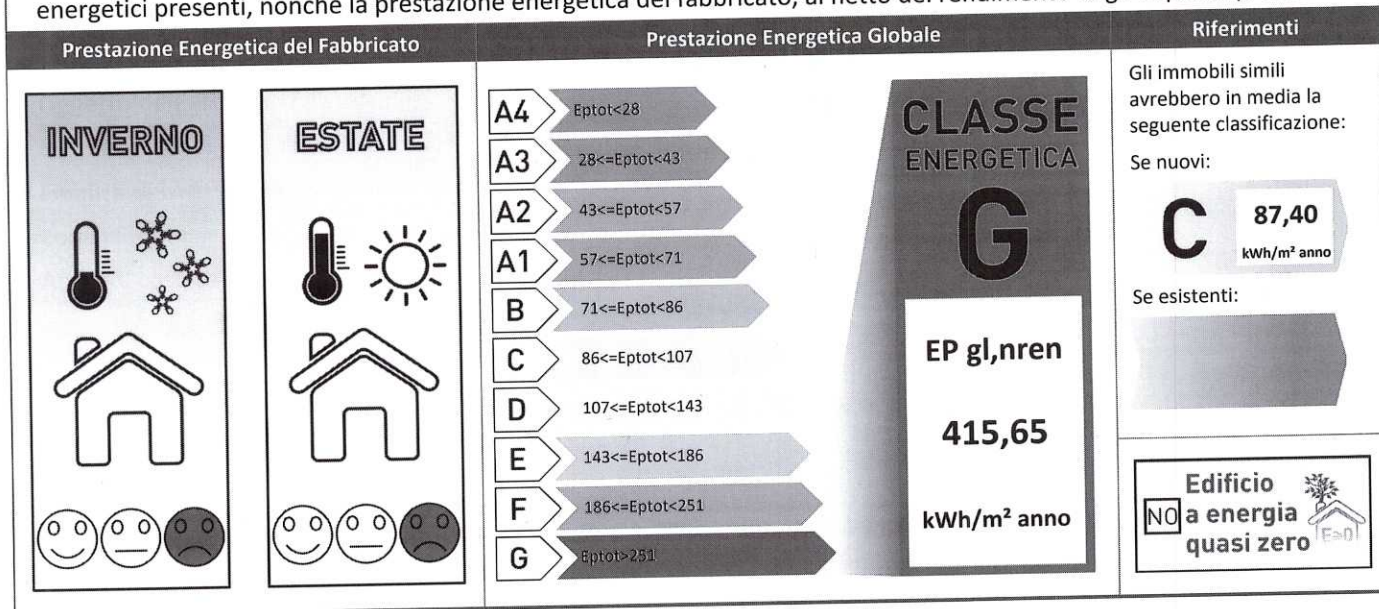 energetici presenti, nonché la prestazione energetica del fabbricato, al netto del rendimento
Prestazione Energetica del Fabbricato
Prestazione Energetica Globale
Riferimenti
INVERNO
ESTATE
A4 Eptot<28
A3 28<=Eptot<43
A2 43<=Eptot<57
A1 57<=Eptot<71
B 71<=Eptot<86
C 86<=Eptot<107
D 107<=Eptot<143
E 143<=Eptot<186
F 186<=Eptot<251
G Eptot>251
CLASSE
ENERGETICA
G
EP gl,nren
415,65
kWh/m² anno
Gli immobili simili
avrebbero in media la
seguente classificazione:
Se nuovi:
C 87,40
kWh/m² anno
Se esistenti:
Edificio
NO a energia
quasi zero